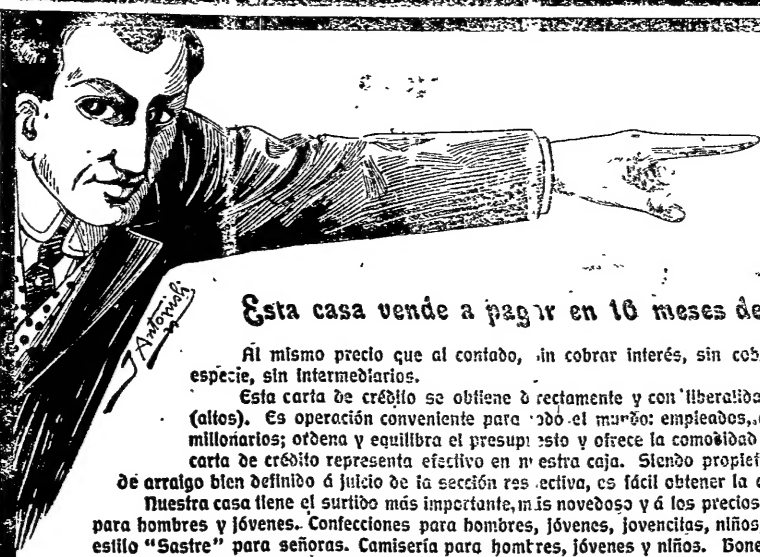 J Antonisli
Esta casa vende a pagar en 16 meses de
Al mismo precio que al contado, sin cobrar interés, sin cob
especie, sin intermediarios.
Esta carta de crédito se obtiene directamente y con liberalida
(altos). Es operación conveniente para todo el mundo: empleados,
millonarios; ordena y equilibra el presupuesto y ofrece la comodidad
carta de crédito representa efectivo en nuestra caja. Siendo propiet
de arraigo bien definido á juicio de la sección respectiva, es fácil obtener la
Nuestra casa tiene el surtido más importante, mis novedoso y á los precios
para hombres y jóvenes. Confecciones para hombres, jóvenes, jovencitas, niños
estilo "Sastre" para señoras. Camisería para hombres, jóvenes y niños. Bone